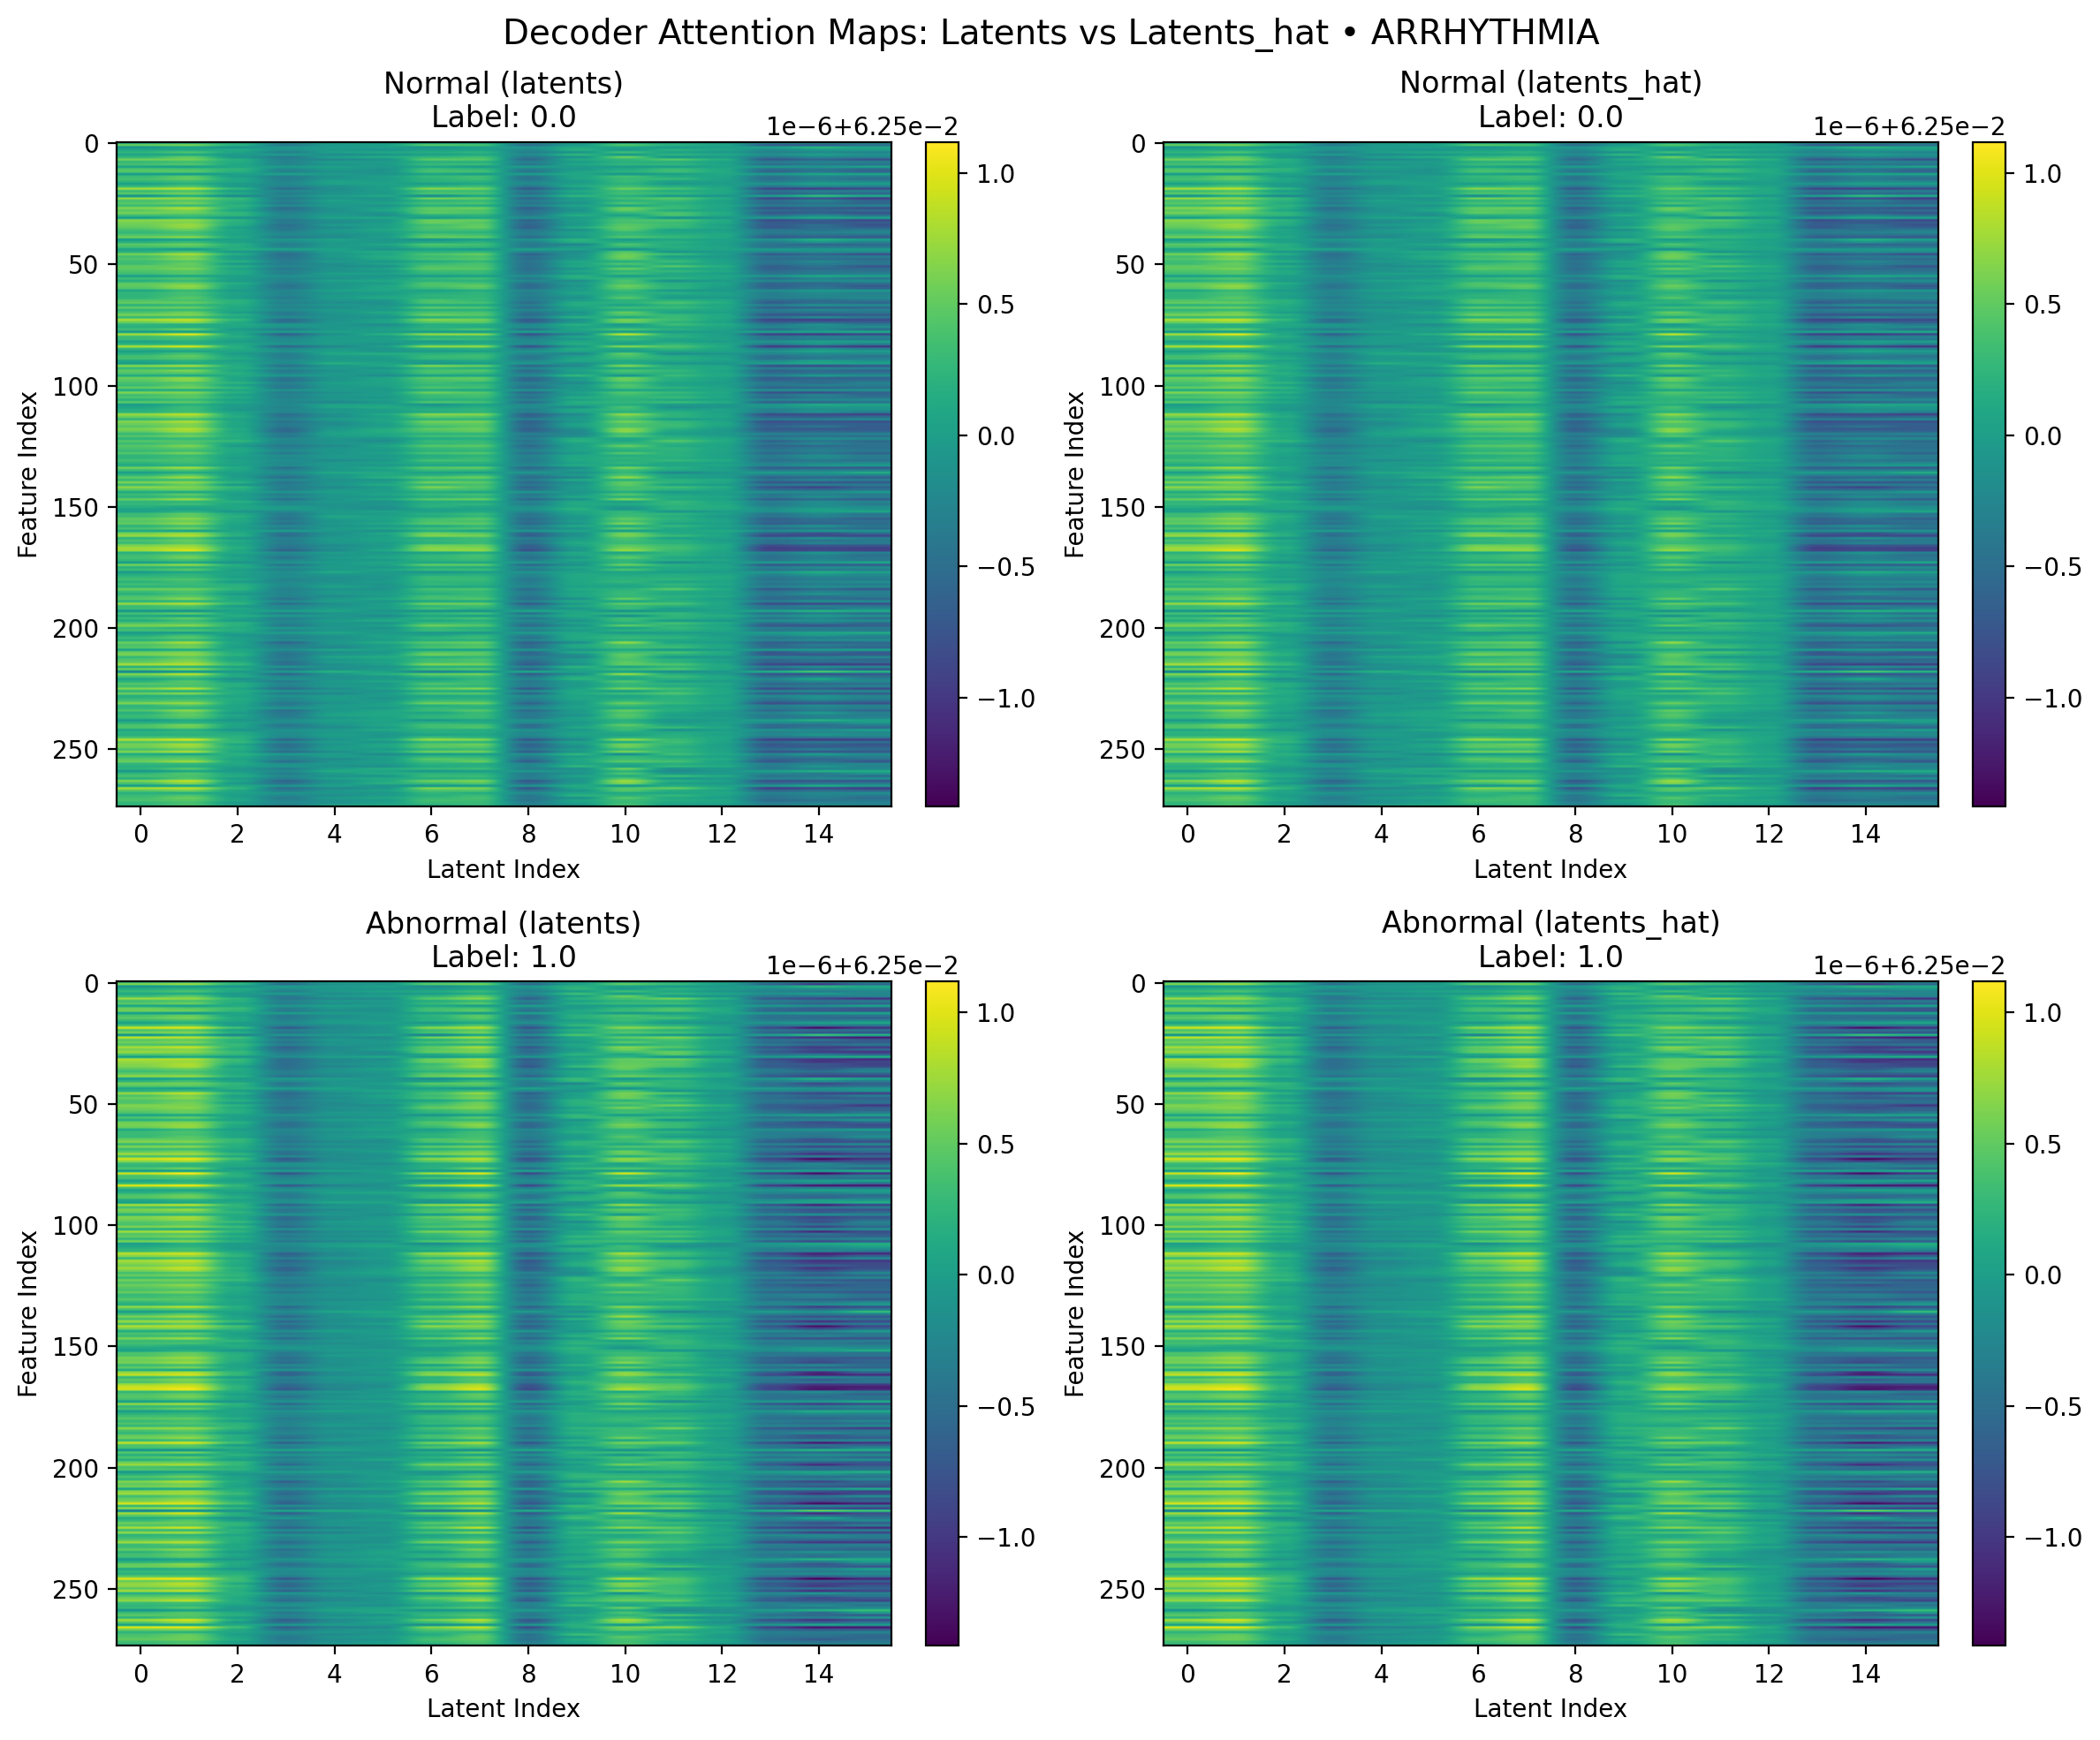 Decoder Attention Maps: Latents vs Latents_hat • ARRHYTHMIA
Normal (latents)
Label: 0.0
1e−6+6.25e−2
0
50
100
150
200
250
Feature Index
0 2 4 6 8 10 12 14
Latent Index
1.0
0.5
0.0
−0.5
−1.0
Normal (latents_hat)
Label: 0.0
1e−6+6.25e−2
0
50
100
150
200
250
Feature Index
0 2 4 6 8 10 12 14
Latent Index
1.0
0.5
0.0
−0.5
−1.0
Abnormal (latents)
Label: 1.0
1e−6+6.25e−2
0
50
100
150
200
250
Feature Index
0 2 4 6 8 10 12 14
Latent Index
1.0
0.5
0.0
−0.5
−1.0
Abnormal (latents_hat)
Label: 1.0
1e−6+6.25e−2
0
50
100
150
200
250
Feature Index
0 2 4 6 8 10 12 14
Latent Index
1.0
0.5
0.0
−0.5
−1.0